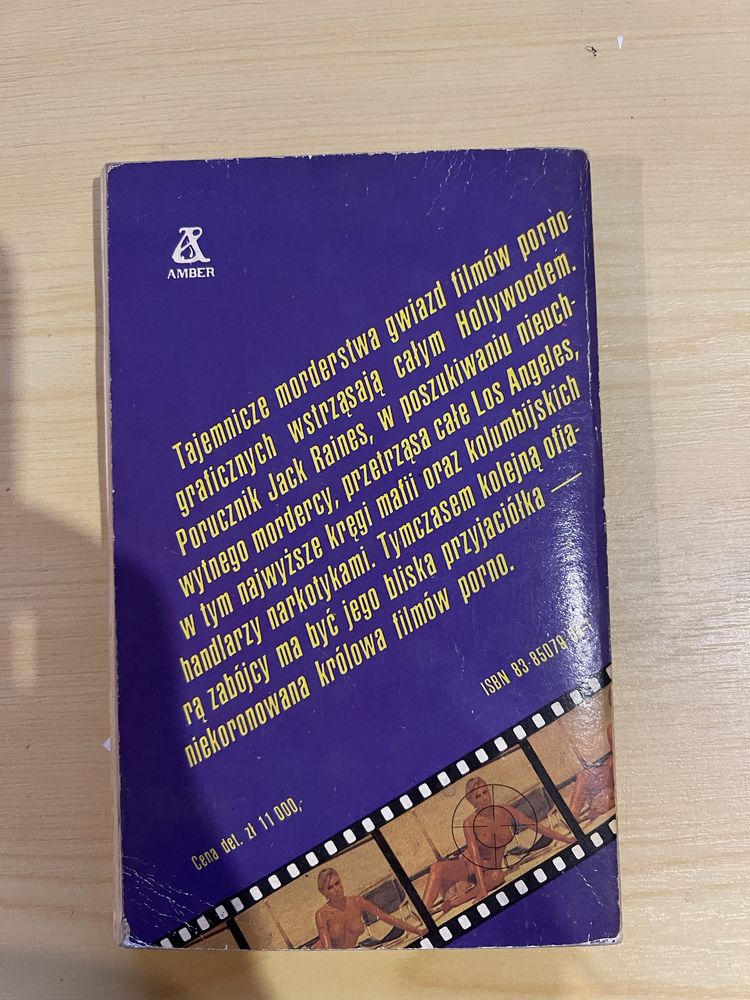 AMBER
Tajemnicze morderstwa gwiazd filmów porno-
graficznych wstrząsają całym Hollywoodem.
Porucznik Jack Raines, w poszukiwaniu nieuch-
wytnego mordercy, przetrząsa całe Los Angeles,
w tym najwyższe kręgi mafii oraz kolumbijskich
handlarzy narkotykami. Tymczasem kolejną ofia-
rą zabójcy ma być jego bliska przyjaciółka —
niekoronowana królowa filmów porno.
ISBN 83-85079
Cena det. zł 11 000,-